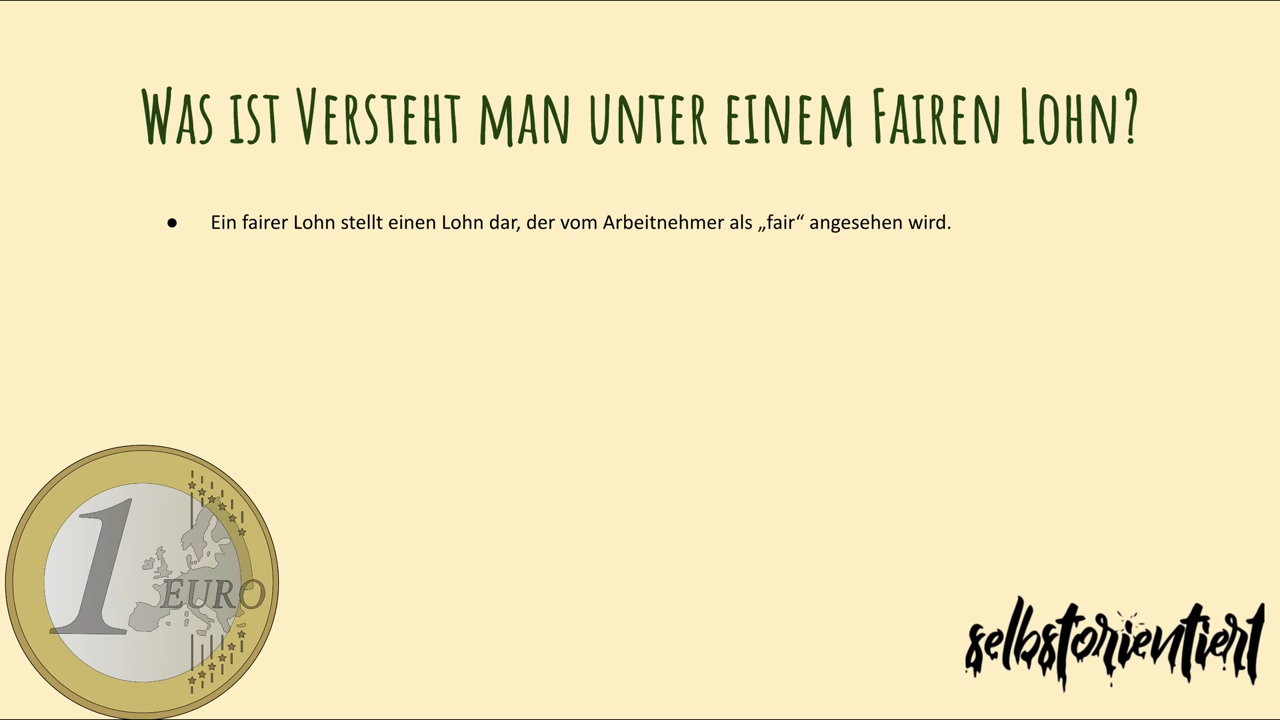 Was ist Versteht man unter einem Fairen Lohn?
● Ein fairer Lohn stellt einen Lohn dar, der vom Arbeitnehmer als „fair“ angesehen wird.
1
EURO
selbstorientiert